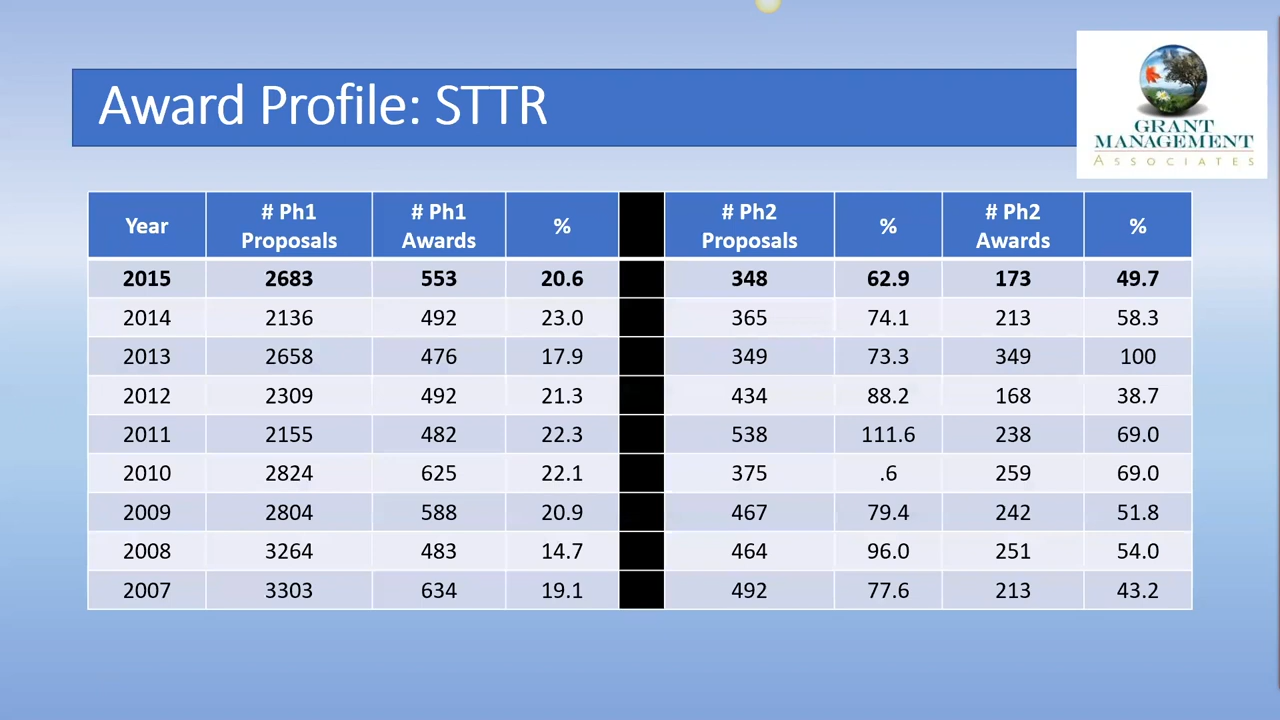 Award Profile: STTR
GRANT
MANAGEMENT
ASSOCIATES
Year # Ph1 Proposals # Ph1 Awards % # Ph2 Proposals % # Ph2 Awards %
2015 2683 553 20.6 348 62.9 173 49.7
2014 2136 492 23.0 365 74.1 213 58.3
2013 2658 476 17.9 349 73.3 349 100
2012 2309 492 21.3 434 88.2 168 38.7
2011 2155 482 22.3 538 111.6 238 69.0
2010 2824 625 22.1 375 .6 259 69.0
2009 2804 588 20.9 467 79.4 242 51.8
2008 3264 483 14.7 464 96.0 251 54.0
2007 3303 634 19.1 492 77.6 213 43.2